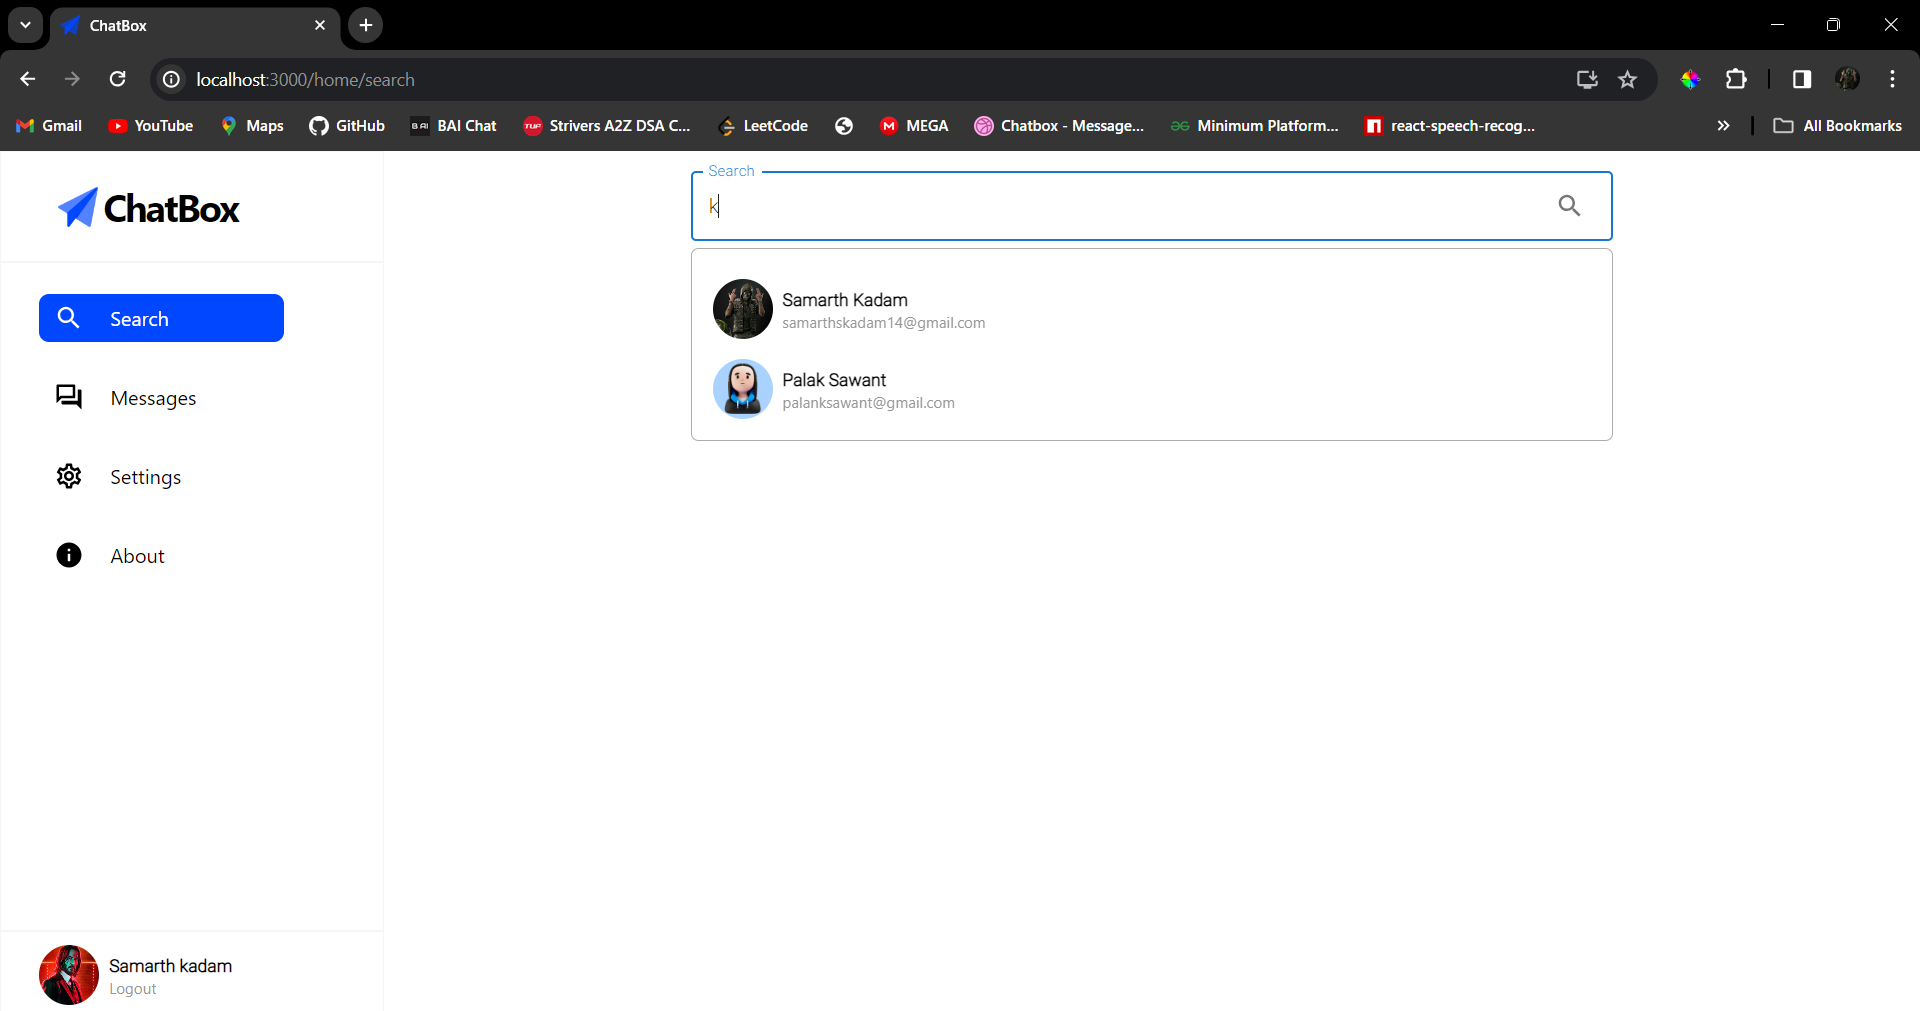 ChatBox
localhost:3000/home/search
Gmail YouTube Maps GitHub BAI BAI Chat TUF Strivers A2Z DSA C... LeetCode M MEGA Chatbox - Message... Minimum Platform... react-speech-recog... » All Bookmarks
ChatBox
Search
k
Samarth Kadam
samarthskadam14@gmail.com
Palak Sawant
palanksawant@gmail.com
Search
Messages
Settings
About
Samarth kadam
Logout